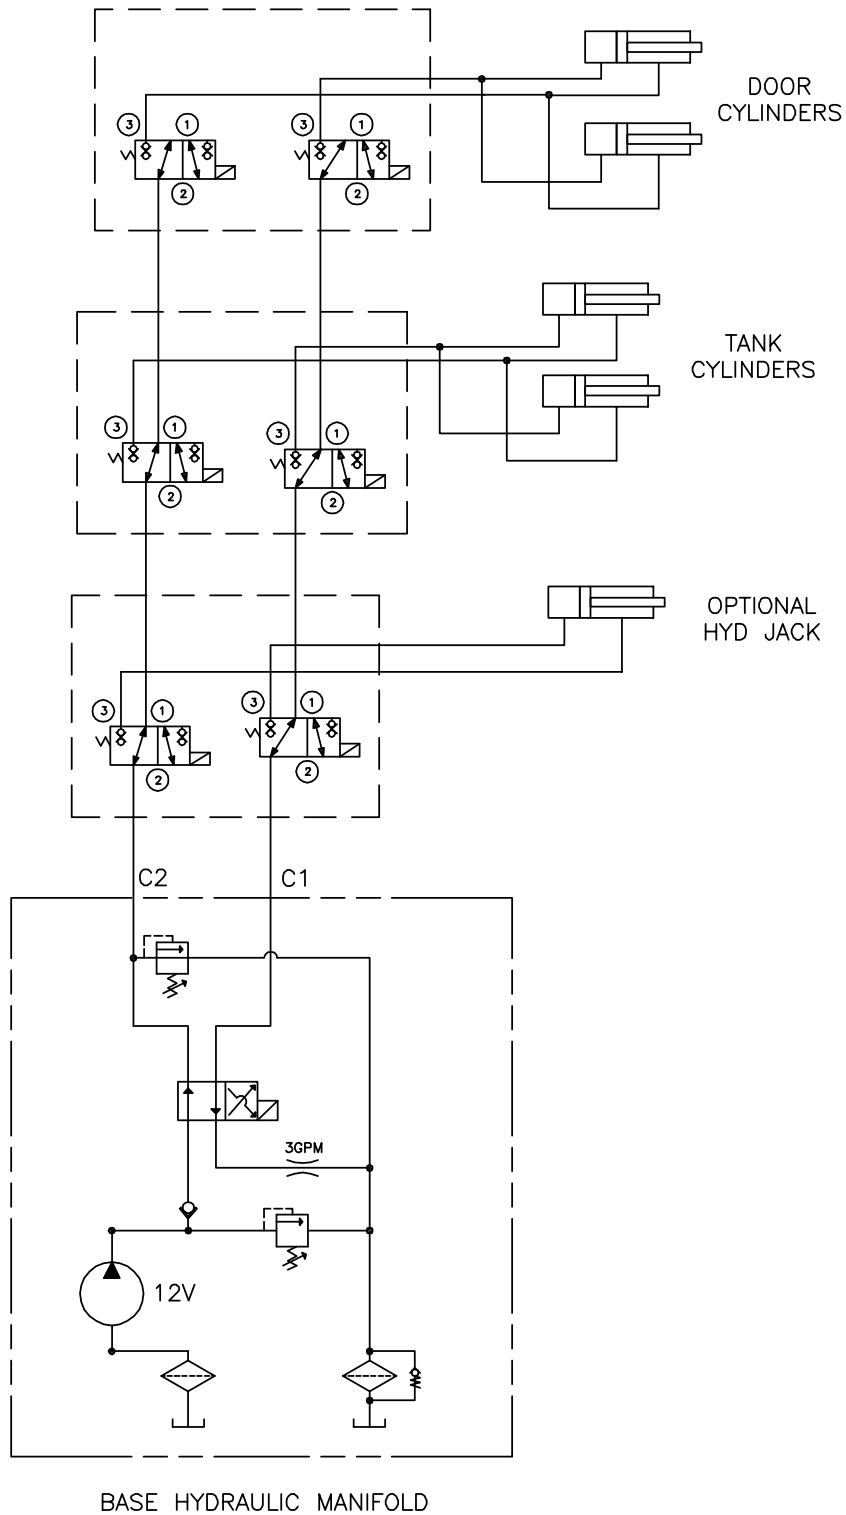 DOOR
CYLINDERS
3 1 3 1
2 2
TANK
CYLINDERS
3 1 3 1
2 2
OPTIONAL
HYD JACK
3 1 3 1
2 2
C2 C1
3GPM
12V
BASE HYDRAULIC MANIFOLD